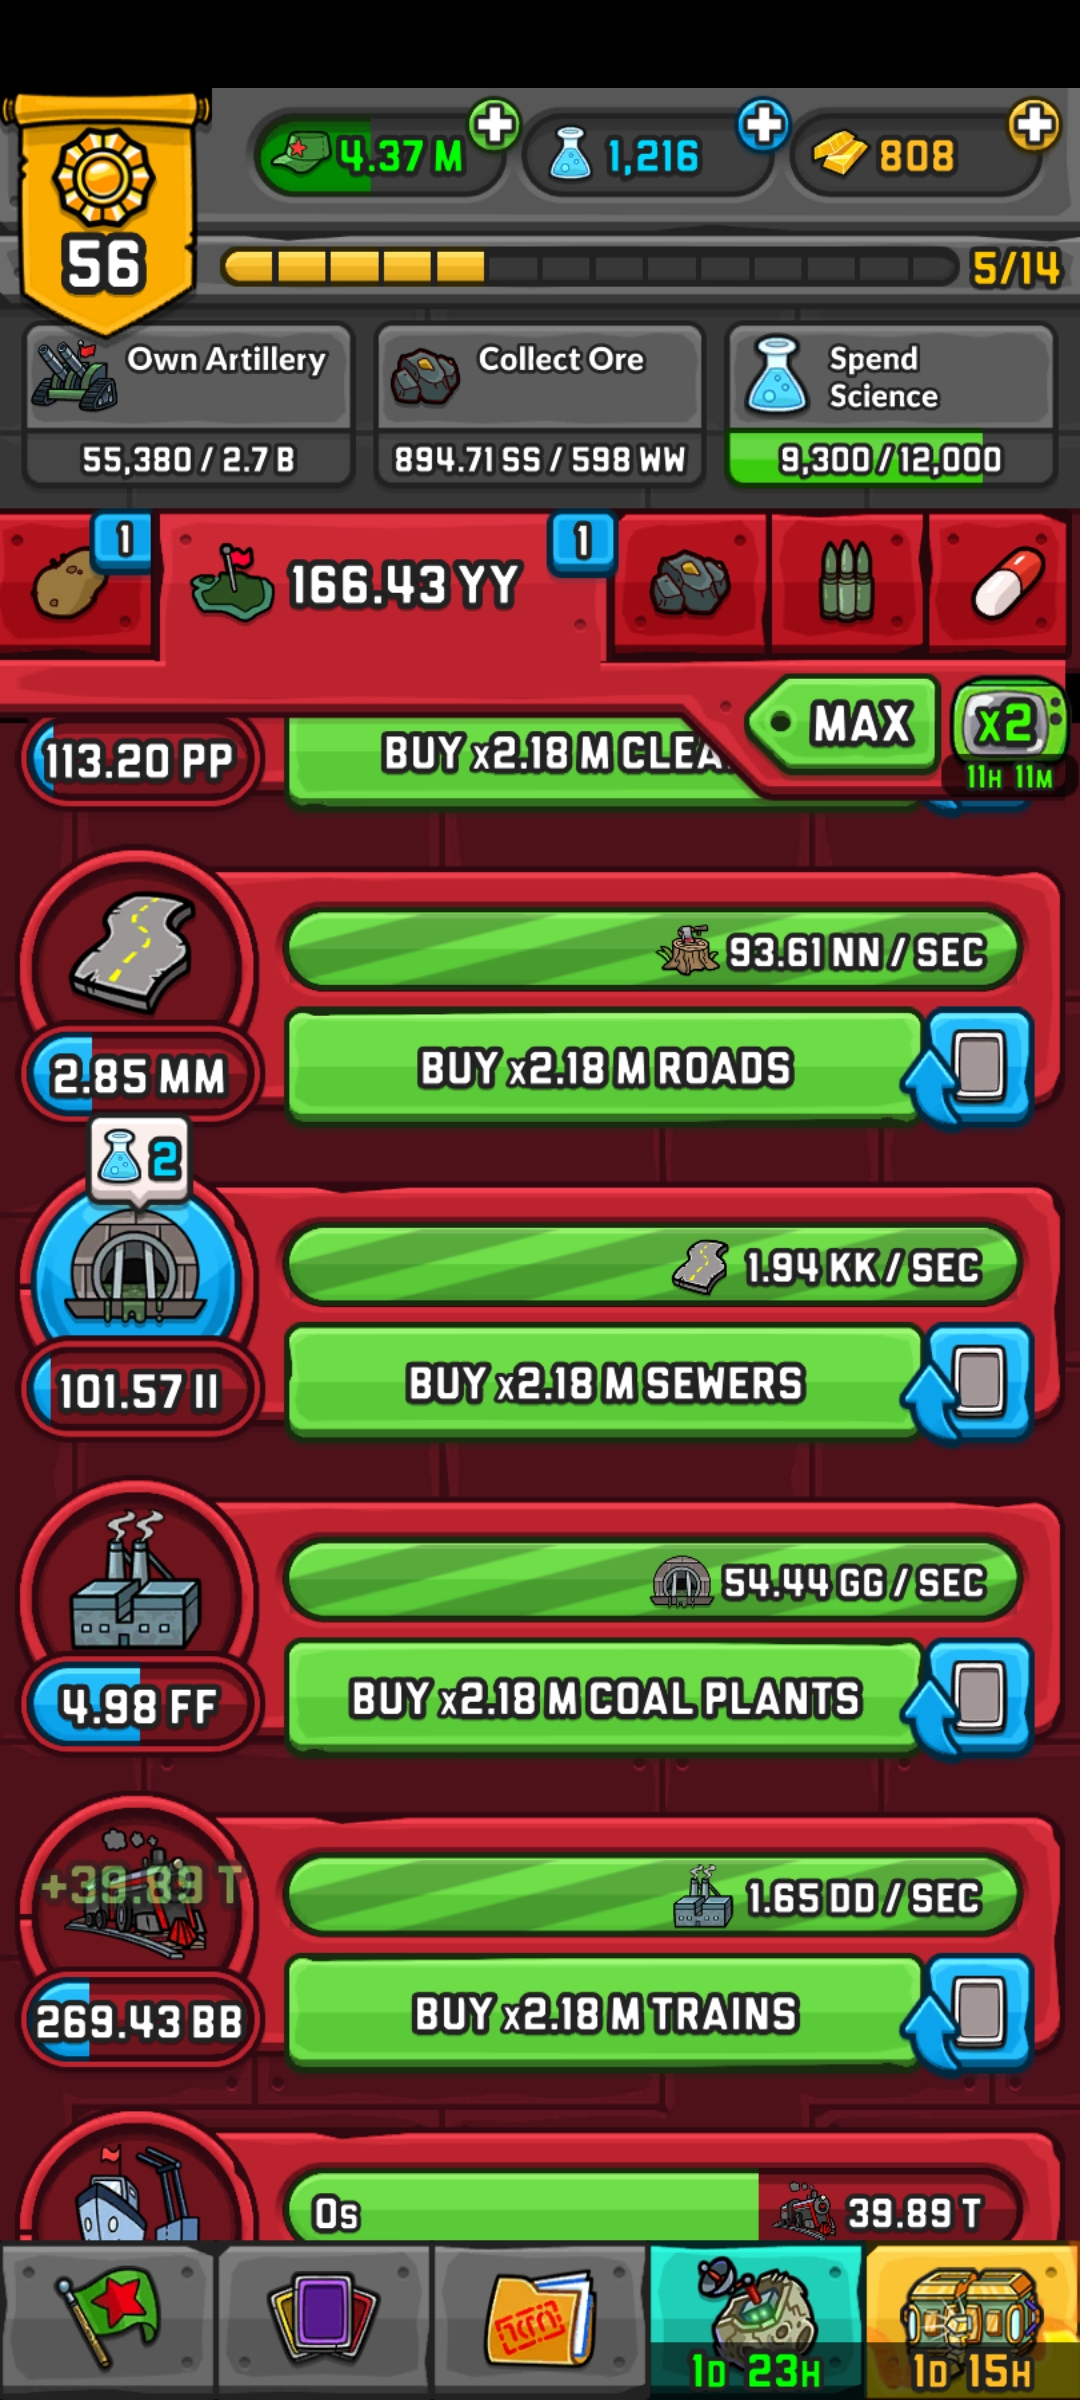 4.37 M
1,216
808
56
5/14
Own Artillery
55,380 / 2.7 B
Collect Ore
894.71 SS / 598 WW
Spend
Science
9,300 / 12,000
1
166.43 YY
1
MAX
x2
11H 11M
113.20 PP
BUY x2.18 M CLEA
93.61 NN / SEC
2.85 MM
BUY x2.18 M ROADS
2
1.94 KK / SEC
101.57 II
BUY x2.18 M SEWERS
54.44 GG / SEC
4.98 FF
BUY x2.18 M COAL PLANTS
+39.89 T
1.65 DD / SEC
269.43 BB
BUY x2.18 M TRAINS
0s
39.89 T
1D 23H
1D 15H